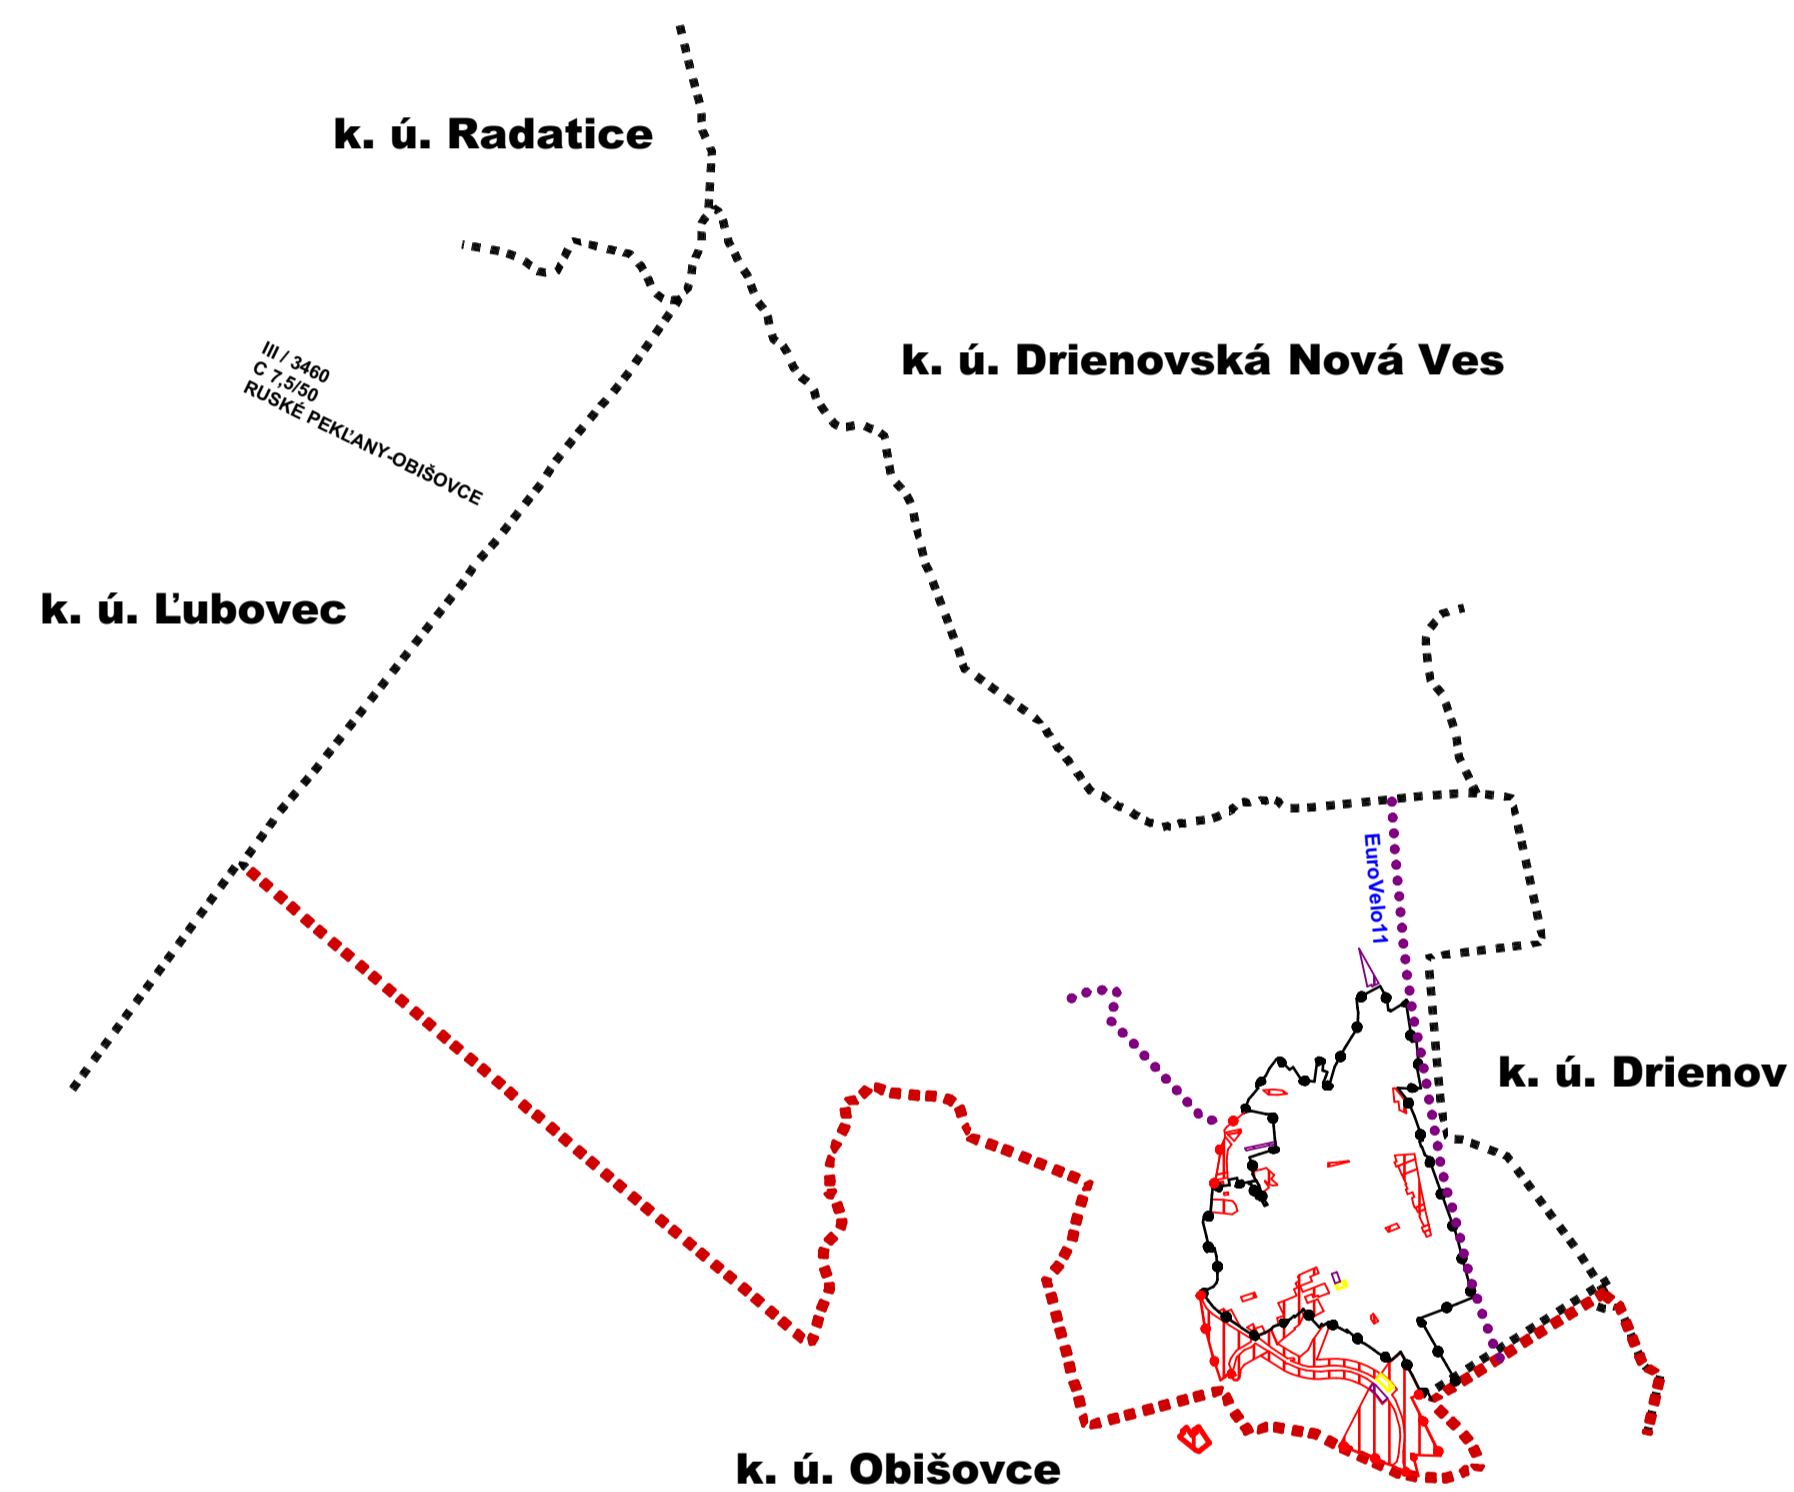 k. ú. Radatice
III / 3460
C 7,5/50
RUSKÉ PEKĽANY-OBIŠOVCE
k. ú. Drienovská Nová Ves
k. ú. Ľubovec
EuroVelo11
k. ú. Drienov
k. ú. Obišovce